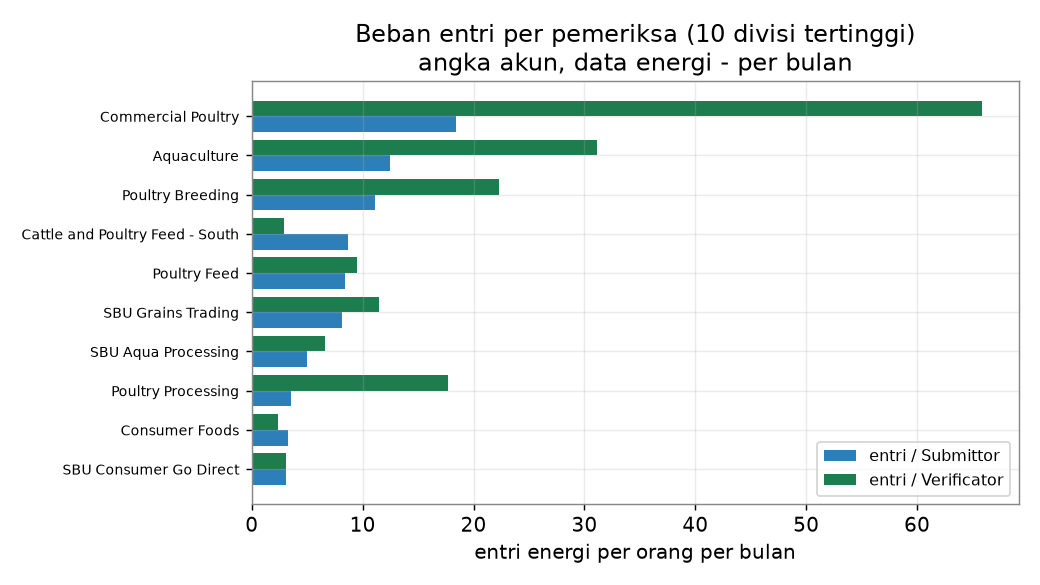 Beban entri per pemeriksa (10 divisi tertinggi)
angka akun, data energi - per bulan
Commercial Poultry
Aquaculture
Poultry Breeding
Cattle and Poultry Feed - South
Poultry Feed
SBU Grains Trading
SBU Aqua Processing
Poultry Processing
Consumer Foods
SBU Consumer Go Direct
entri / Submittor
entri / Verificator
0 10 20 30 40 50 60
entri energi per orang per bulan